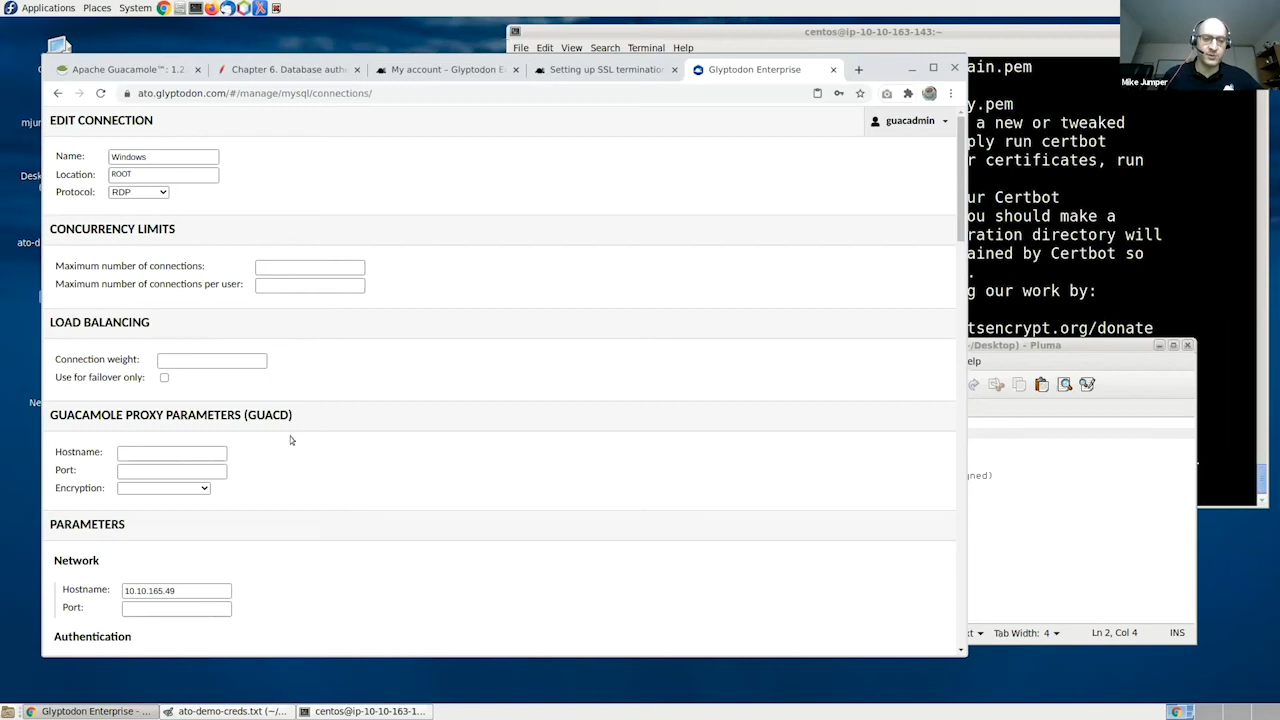 Applications Places System
centos@ip-10-10-163-143:~
File Edit View Search Terminal Help
Apache Guacamole™: 1.2.
Chapter 6. Database auth
My account – Glyptodon E
Setting up SSL termination
Glyptodon Enterprise
ato.glyptodon.com/#/manage/mysql/connections/
Mike Jumper
EDIT CONNECTION
guacadmin
Name: Windows
Location: ROOT
Protocol: RDP
CONCURRENCY LIMITS
Maximum number of connections:
Maximum number of connections per user:
LOAD BALANCING
Connection weight:
Use for failover only:
GUACAMOLE PROXY PARAMETERS (GUACD)
Hostname:
Port:
Encryption:
PARAMETERS
Network
Hostname: 10.10.165.49
Port:
Authentication
ain.pem
y.pem
a new or tweaked
ply run certbot
r certificates, run
ur Certbot
ou should make a
ration directory will
ained by Certbot so
.
g our work by:
tsencrypt.org/donate
~/Desktop) - Pluma
elp
gned)
xt Tab Width: 4 Ln 2, Col 4 INS
mju
Desk
ato-d
Ne
Glyptodon Enterprise - ...
ato-demo-creds.txt (~/...
centos@ip-10-10-163-1...